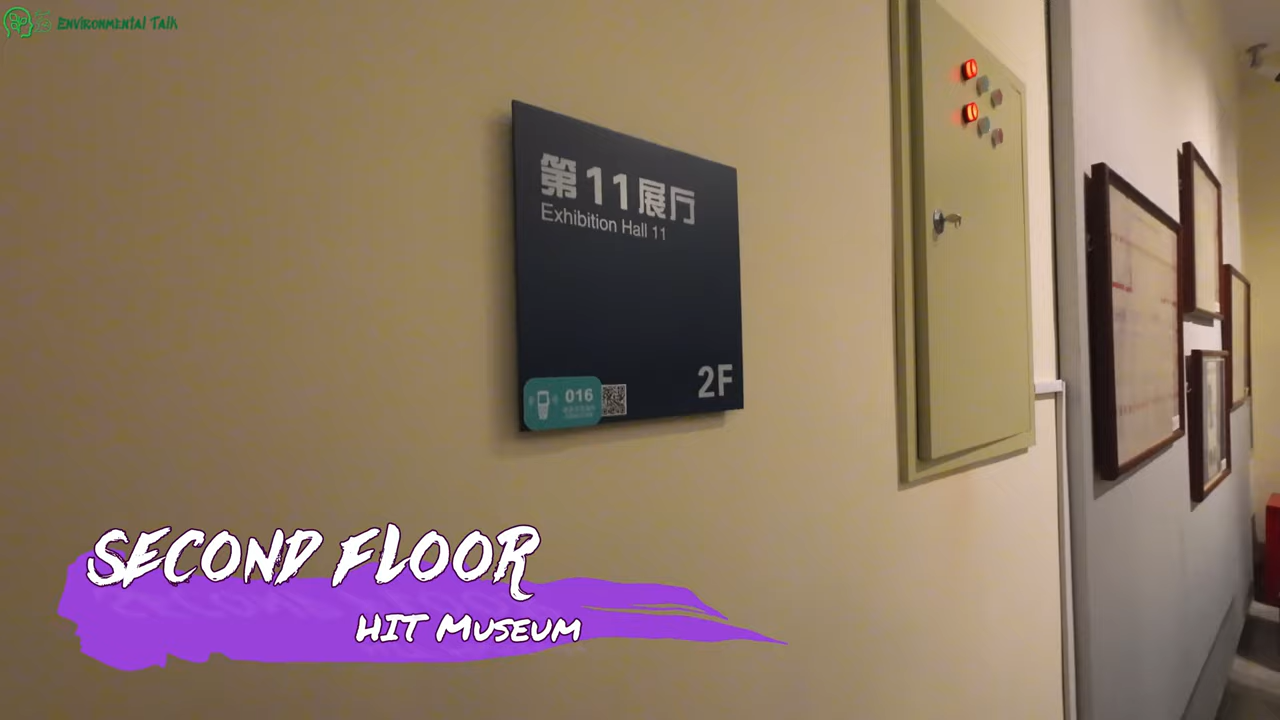 Environmental Talk
第11展厅
Exhibition Hall 11
2F
016
SECOND FLOOR
HIT MUSEUM